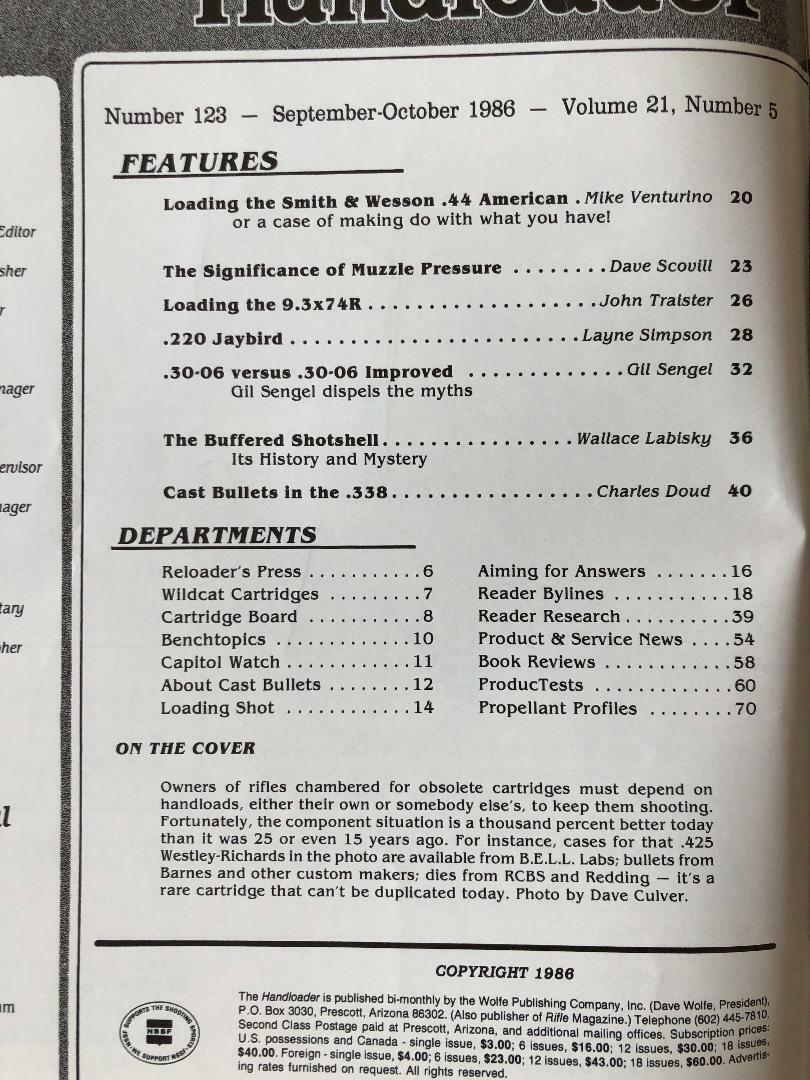 Handloader
Number 123 — September-October 1986 — Volume 21, Number 5
FEATURES
Loading the Smith & Wesson .44 American . Mike Venturino 20
or a case of making do with what you have!
The Significance of Muzzle Pressure ........ Dave Scovill 23
Loading the 9.3x74R .................... John Traister 26
.220 Jaybird ......................... Layne Simpson 28
.30-06 versus .30-06 Improved ............. Gil Sengel 32
Gil Sengel dispels the myths
The Buffered Shotshell................. Wallace Labisky 36
Its History and Mystery
Cast Bullets in the .338.................. Charles Doud 40
DEPARTMENTS
Reloader's Press ........... 6
Wildcat Cartridges ......... 7
Cartridge Board ........... 8
Benchtopics ............. 10
Capitol Watch ............ 11
About Cast Bullets ........ 12
Loading Shot ............ 14
Aiming for Answers ....... 16
Reader Bylines ........... 18
Reader Research .......... 39
Product & Service News .... 54
Book Reviews ............ 58
ProducTests ............. 60
Propellant Profiles ........ 70
ON THE COVER
Owners of rifles chambered for obsolete cartridges must depend on
handloads, either their own or somebody else's, to keep them shooting.
Fortunately, the component situation is a thousand percent better today
than it was 25 or even 15 years ago. For instance, cases for that .425
Westley-Richards in the photo are available from B.E.L.L. Labs; bullets from
Barnes and other custom makers; dies from RCBS and Redding — it's a
rare cartridge that can't be duplicated today. Photo by Dave Culver.
COPYRIGHT 1986
The Handloader is published bi-monthly by the Wolfe Publishing Company, Inc. (Dave Wolfe, President),
P.O. Box 3030, Prescott, Arizona 86302. (Also publisher of Rifle Magazine.) Telephone (602) 445-7810.
Second Class Postage paid at Prescott, Arizona, and additional mailing offices. Subscription prices:
U.S. possessions and Canada - single issue, $3.00; 6 issues, $16.00; 12 issues, $30.00; 18 issues,
$40.00. Foreign - single issue, $4.00; 6 issues, $23.00; 12 issues, $43.00; 18 issues, $60.00. Advertis-
ing rates furnished on request. All rights reserved.
NSSF
SUPPORTS THE SHOOTING
WE SUPPORT NSSF
Editor
sher
r
nager
ervisor
nager
tary
her
l
m